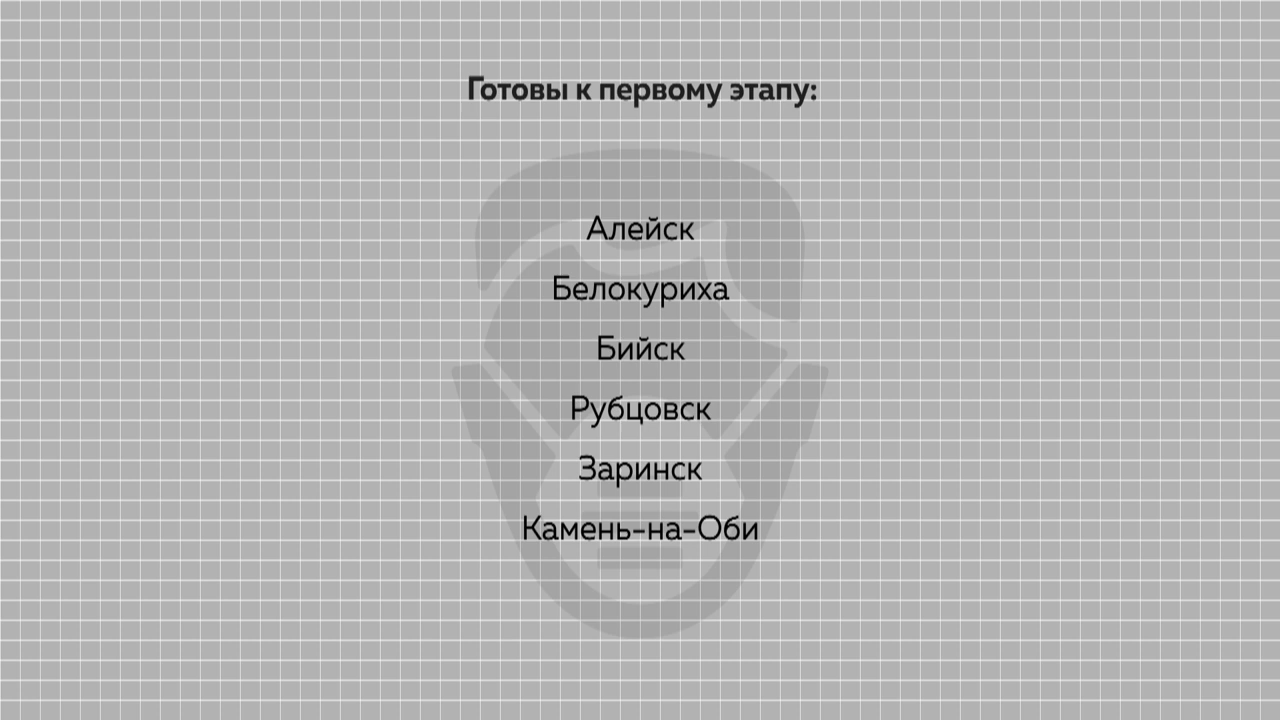 Готовы к первому этапу:
Алейск
Белокуриха
Бийск
Рубцовск
Заринск
Камень-на-Оби